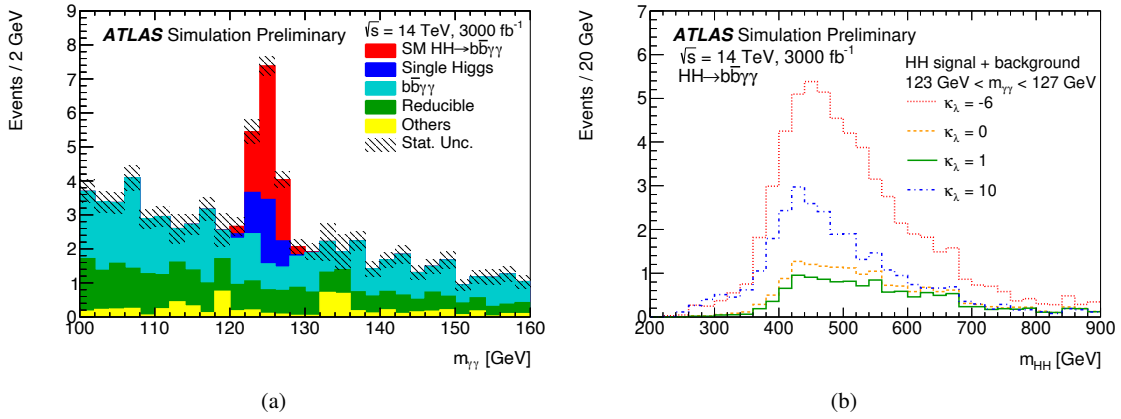 ATLAS Simulation Preliminary
√s = 14 TeV, 3000 fb⁻¹
SM HH→bb̅γγ
Single Higgs
bb̅γγ
Reducible
Others
Stat. Unc.
Events / 2 GeV
9
8
7
6
5
4
3
2
1
0
100 110 120 130 140 150 160
m_γγ [GeV]
(a)
ATLAS Simulation Preliminary
√s = 14 TeV, 3000 fb⁻¹
HH→bb̅γγ
HH signal + background
123 GeV < m_γγ < 127 GeV
κ_λ = -6
κ_λ = 0
κ_λ = 1
κ_λ = 10
Events / 20 GeV
7
6
5
4
3
2
1
0
200 300 400 500 600 700 800 900
m_HH [GeV]
(b)